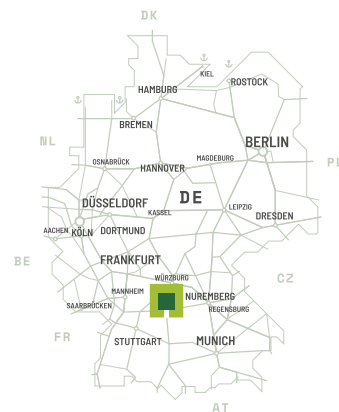 DK
KIEL
ROSTOCK
HAMBURG
BREMEN
NL
BERLIN
OSNABRÜCK
MAGDEBURG
PL
HANNOVER
DE
DÜSSELDORF
LEIPZIG
KASSEL
DRESDEN
AACHEN
KÖLN
DORTMUND
BE
FRANKFURT
WÜRZBURG
CZ
MANNHEIM
NUREMBERG
SAARBRÜCKEN
REGENSBURG
FR
STUTTGART
MUNICH
AT